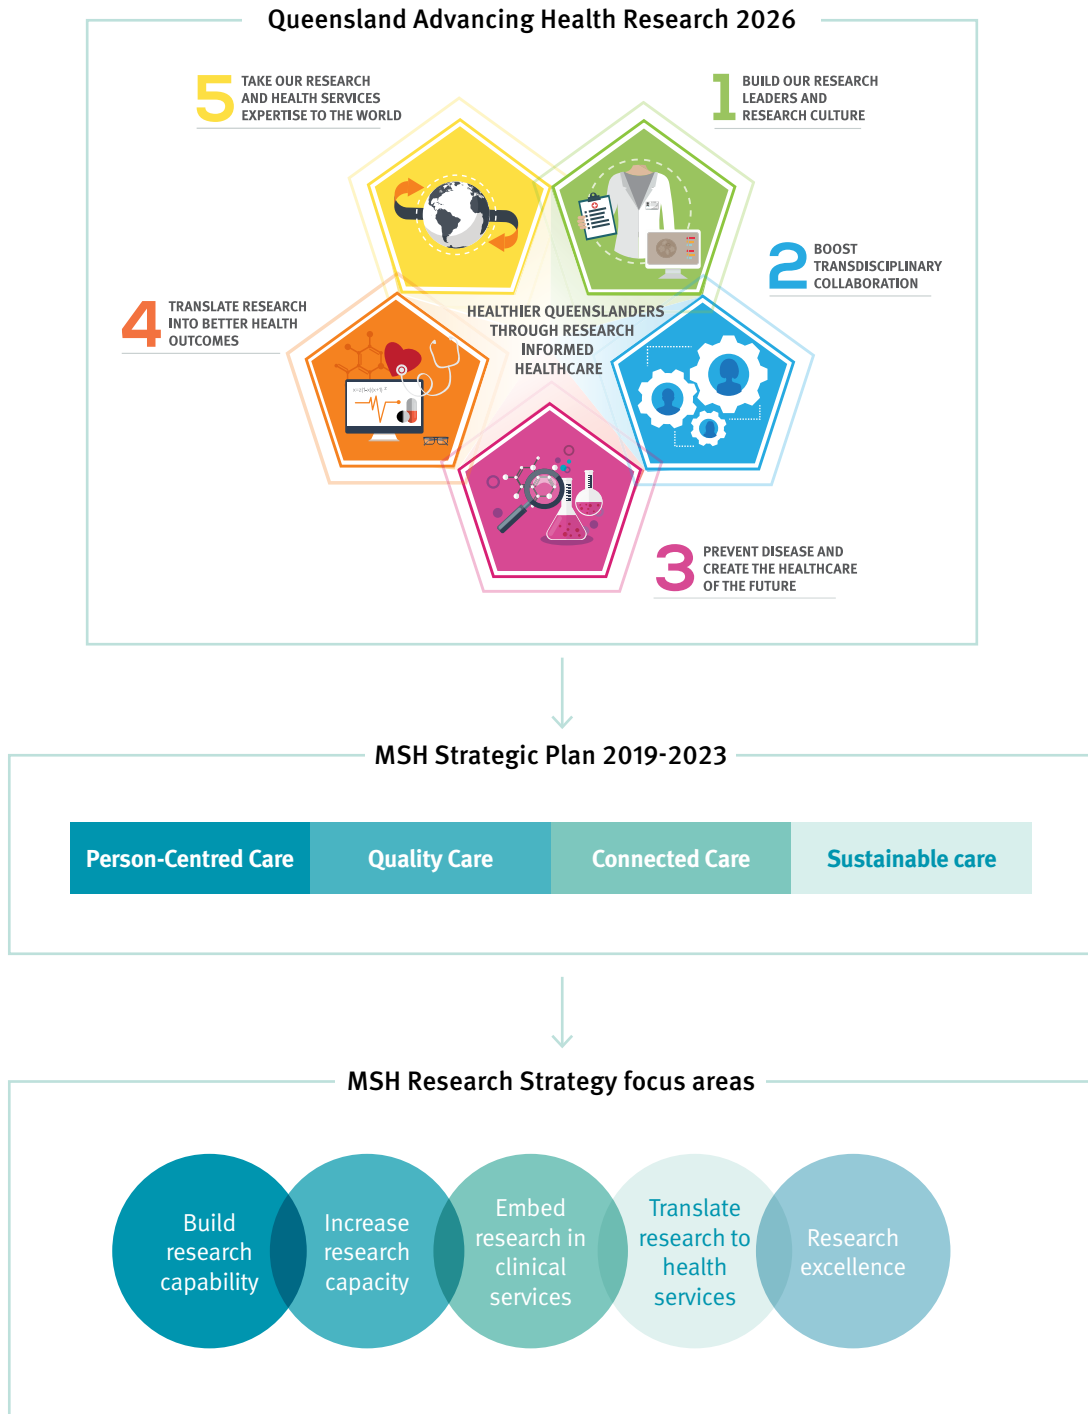 Queensland Advancing Health Research 2026
5
TAKE OUR RESEARCH
AND HEALTH SERVICES
EXPERTISE TO THE WORLD
1
BUILD OUR RESEARCH
LEADERS AND
RESEARCH CULTURE
2
BOOST
TRANSDISCIPLINARY
COLLABORATION
4
TRANSLATE RESEARCH
INTO BETTER HEALTH
OUTCOMES
HEALTHIER QUEENSLANDERS
THROUGH RESEARCH
INFORMED
HEALTHCARE
3
PREVENT DISEASE AND
CREATE THE HEALTHCARE
OF THE FUTURE
MSH Strategic Plan 2019-2023
Person-Centred Care
Quality Care
Connected Care
Sustainable care
MSH Research Strategy focus areas
Build
research
capability
Increase
research
capacity
Embed
research in
clinical
services
Translate
research to
health
services
Research
excellence